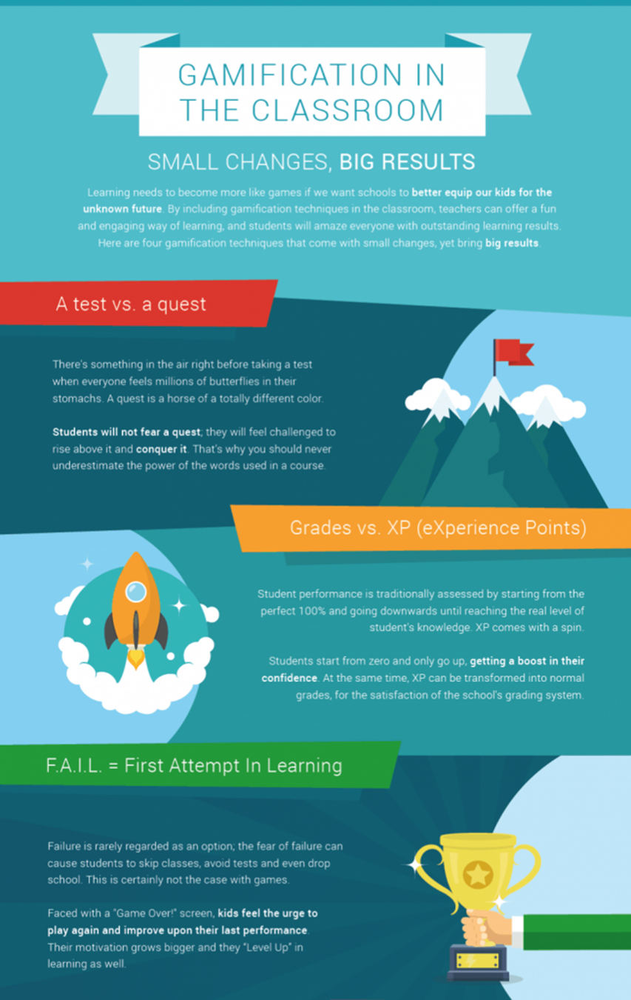 GAMIFICATION IN
THE CLASSROOM
SMALL CHANGES, BIG RESULTS
Learning needs to become more like games if we want schools to better equip our kids for the
unknown future. By including gamification techniques in the classroom, teachers can offer a fun
and engaging way of learning, and students will amaze everyone with outstanding learning results.
Here are four gamification techniques that come with small changes, yet bring big results.
A test vs. a quest
There's something in the air right before taking a test
when everyone feels millions of butterflies in their
stomachs. A quest is a horse of a totally different color.
Students will not fear a quest; they will feel challenged to
rise above it and conquer it. That's why you should never
underestimate the power of the words used in a course.
Grades vs. XP (eXperience Points)
Student performance is traditionally assessed by starting from the
perfect 100% and going downwards until reaching the real level of
student's knowledge. XP comes with a spin.
Students start from zero and only go up, getting a boost in their
confidence. At the same time, XP can be transformed into normal
grades, for the satisfaction of the school's grading system.
F.A.I.L. = First Attempt In Learning
Failure is rarely regarded as an option; the fear of failure can
cause students to skip classes, avoid tests and even drop
school. This is certainly not the case with games.
Faced with a "Game Over!" screen, kids feel the urge to
play again and improve upon their last performance.
Their motivation grows bigger and they "Level Up" in
learning as well.